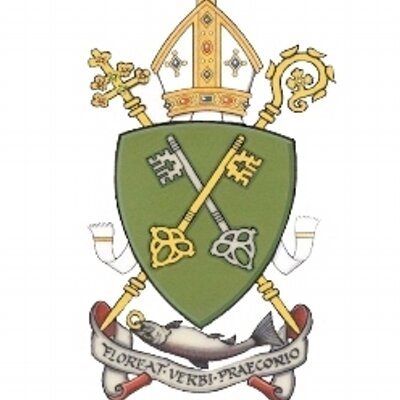 FLOREAT · VERBI · PRAECONIO